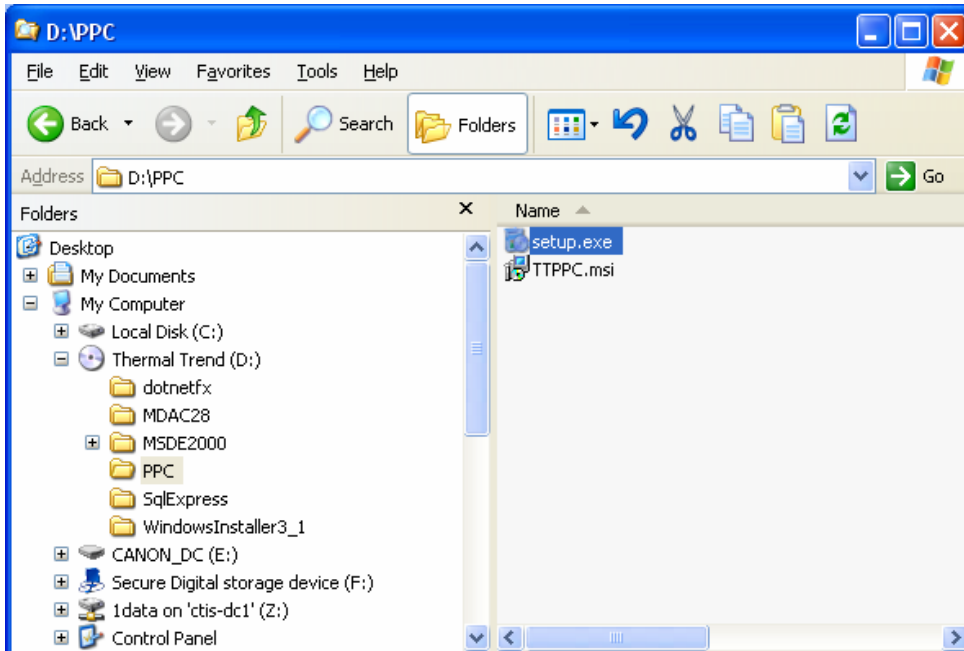 D:\PPC
File Edit View Favorites Tools Help
Back Search Folders
Address D:\PPC Go
Folders x Name
Desktop
setup.exe
My Documents
TTPPC.msi
My Computer
Local Disk (C:)
Thermal Trend (D:)
dotnetfx
MDAC28
MSDE2000
PPC
SqlExpress
WindowsInstaller3_1
CANON_DC (E:)
Secure Digital storage device (F:)
1data on 'ctis-dc1' (Z:)
Control Panel